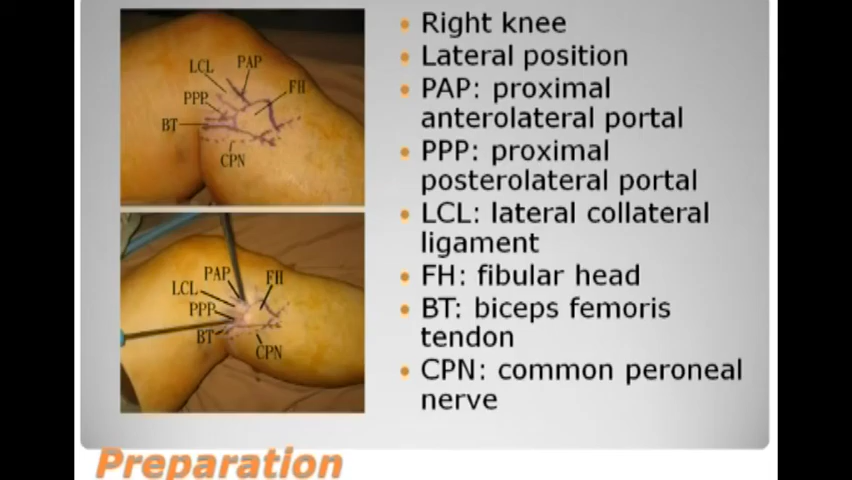 LCL PAP
FH
PPP
BT
CPN
PAP FH
LCL
PPP
BT
CPN
Right knee
Lateral position
PAP: proximal
anterolateral portal
PPP: proximal
posterolateral portal
LCL: lateral collateral
ligament
FH: fibular head
BT: biceps femoris
tendon
CPN: common peroneal
nerve
Preparation